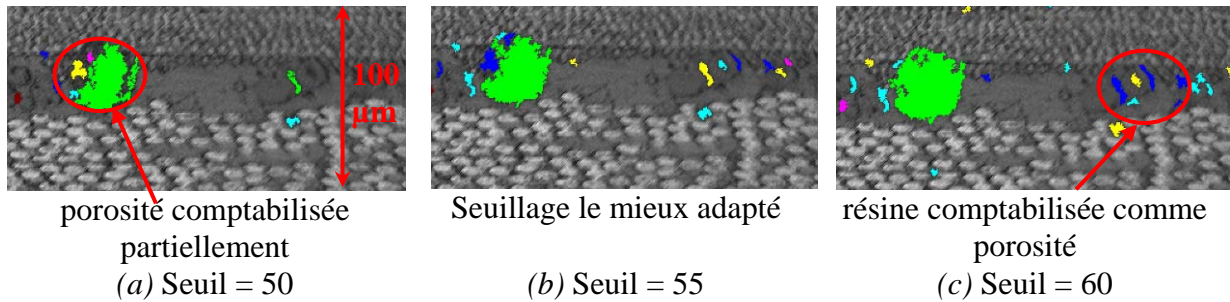 100
µm
porosité comptabilisée
partiellement
(a) Seuil = 50
Seuillage le mieux adapté
(b) Seuil = 55
résine comptabilisée comme
porosité
(c) Seuil = 60